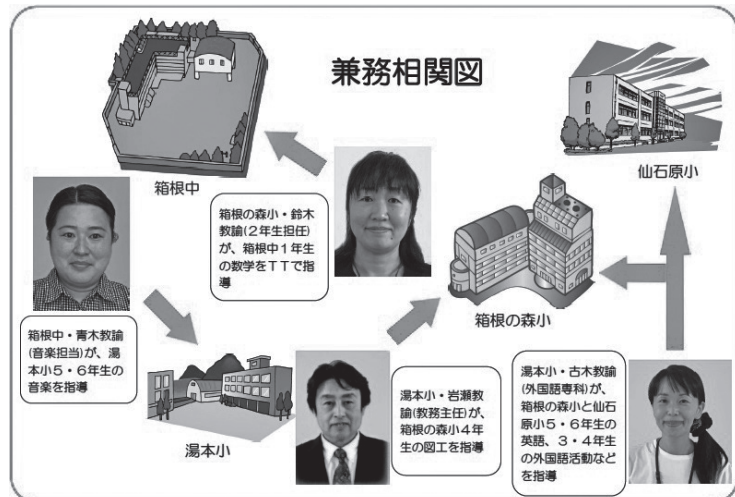 兼務相関図
箱根中
仙石原小
箱根の森小・鈴木
教諭(2年生担任)
が、箱根中1年生
の数学をTTで指
導
箱根の森小
箱根中・青木教諭
(音楽担当)が、湯
本小5・6年生の
音楽を指導
湯本小
湯本小・岩瀬教
諭(教務主任)が、
箱根の森小4年
生の図工を指導
湯本小・古木教諭
(外国語専科)が、
箱根の森小と仙石
原小5・6年生の
英語、3・4年生
の外国語活動などを
指導